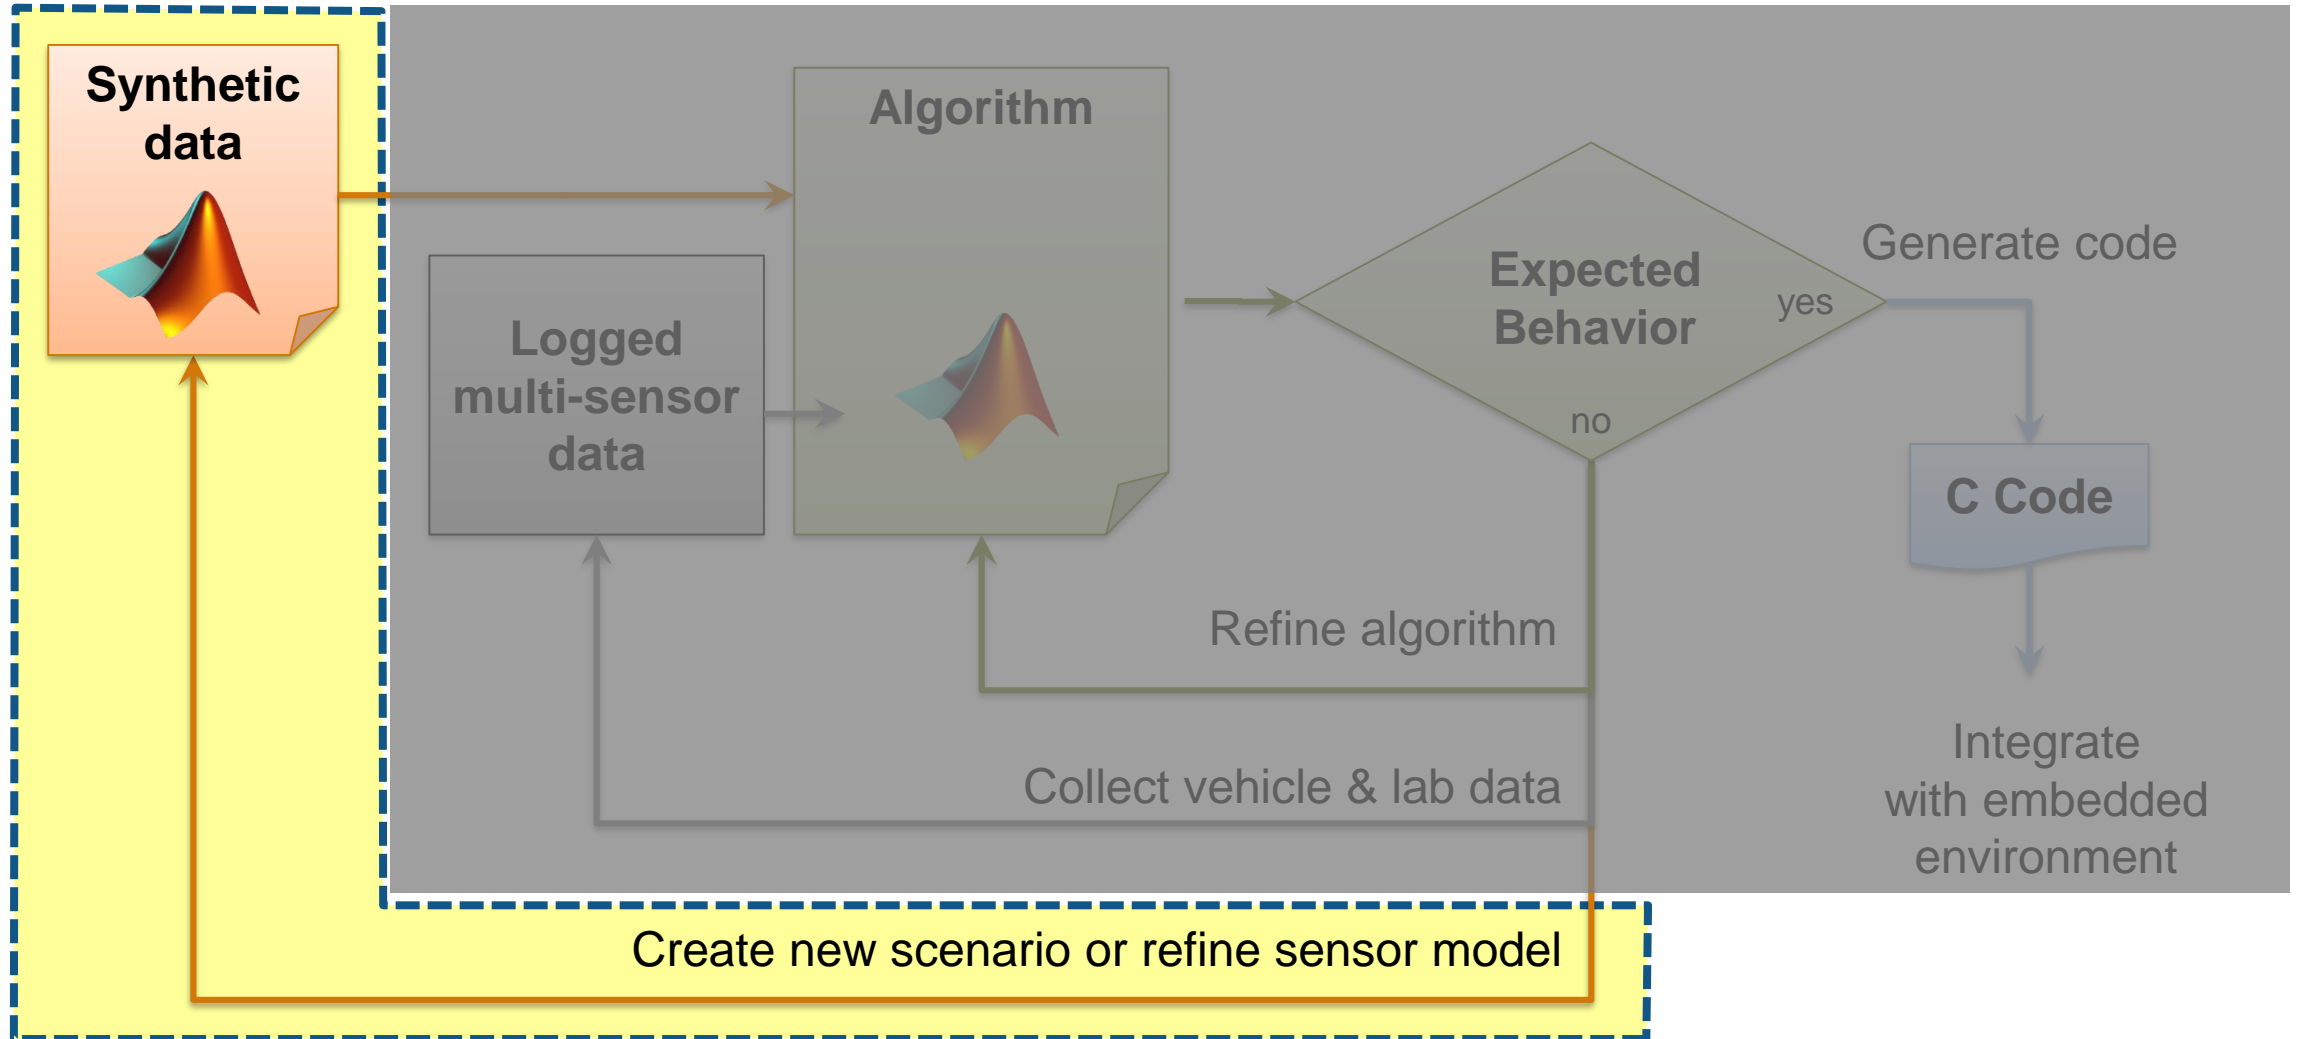 Synthetic
data
Algorithm
Logged
multi-sensor
data
Expected
Behavior
yes
no
Generate code
C Code
Refine algorithm
Collect vehicle & lab data
Integrate
with embedded
environment
Create new scenario or refine sensor model